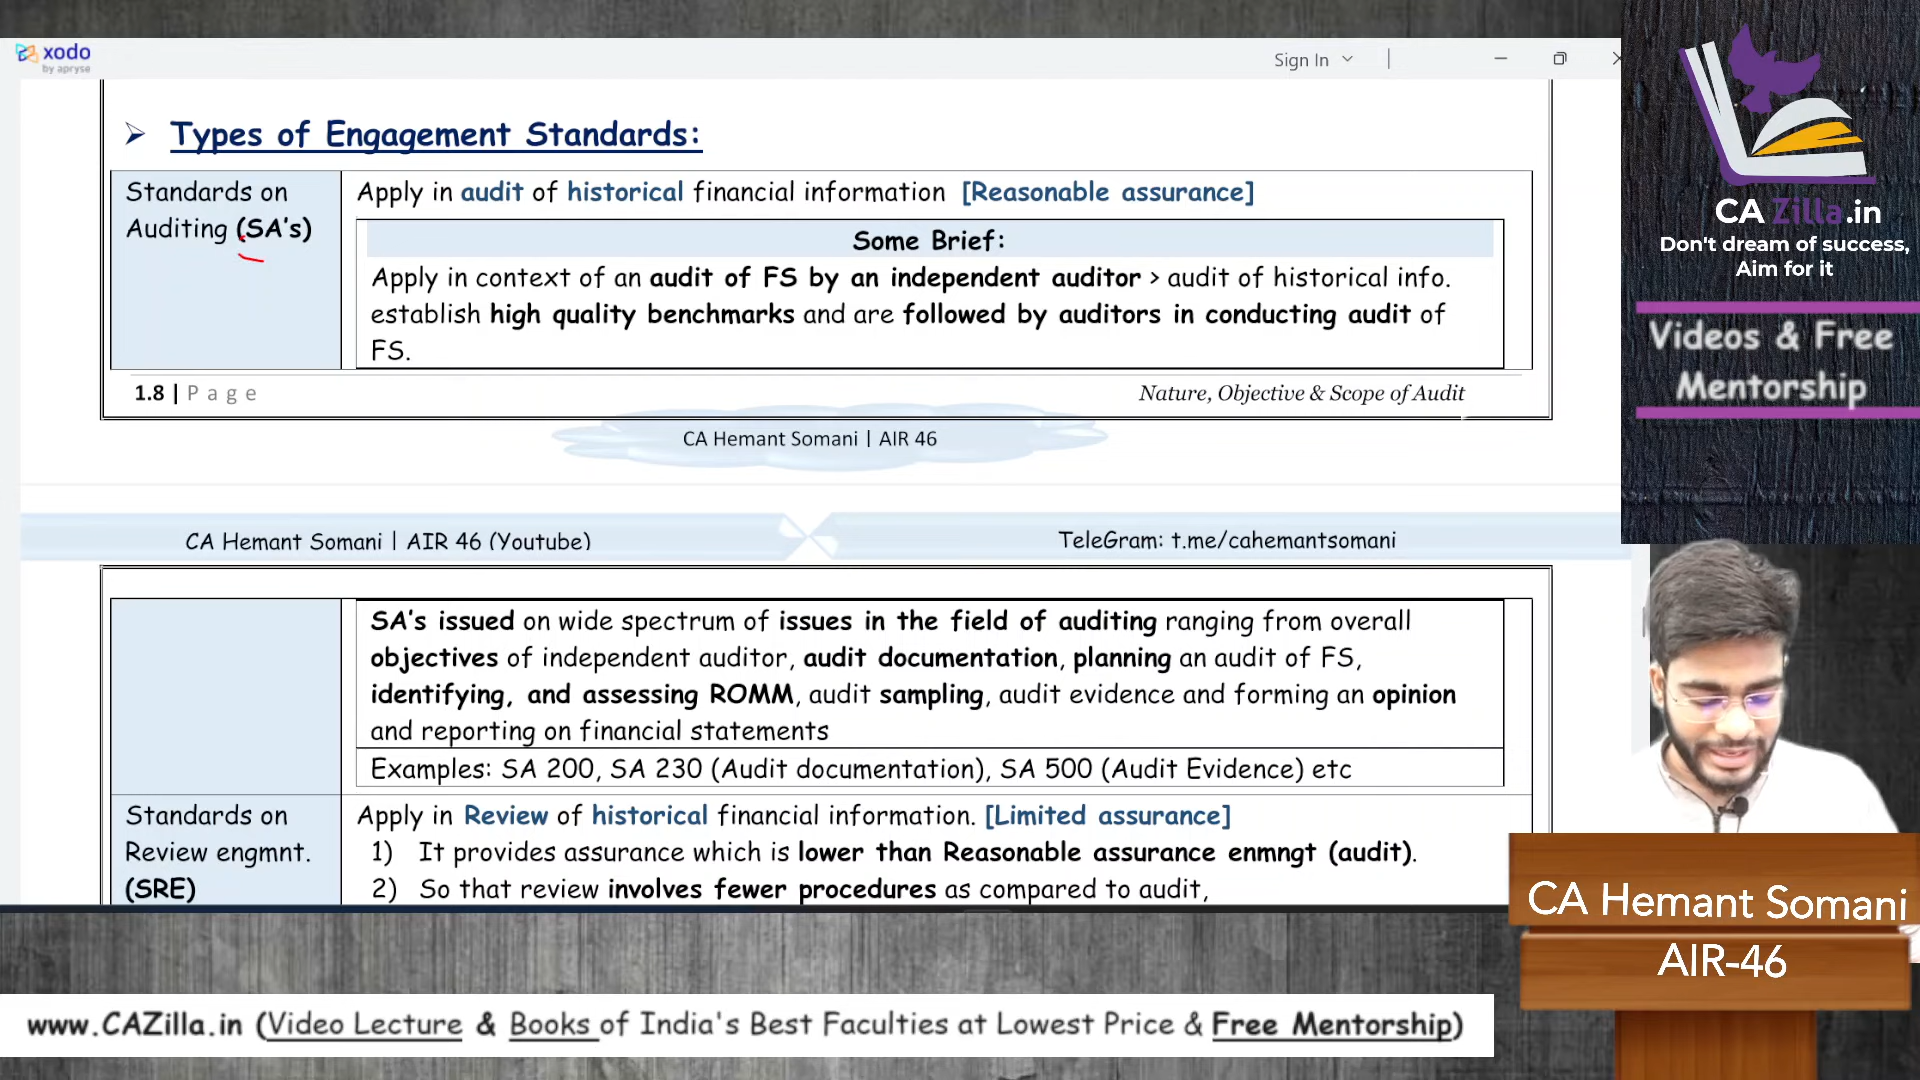 xodo
by apryse
Sign In
➢ Types of Engagement Standards:
Standards on
Auditing (SA's)
Apply in audit of historical financial information [Reasonable assurance]
Some Brief:
Apply in context of an audit of FS by an independent auditor > audit of historical info.
establish high quality benchmarks and are followed by auditors in conducting audit of
FS.
1.8 | Page
Nature, Objective & Scope of Audit
CA Hemant Somani | AIR 46
CA Hemant Somani | AIR 46 (Youtube)
TeleGram: t.me/cahemantsomani
SA's issued on wide spectrum of issues in the field of auditing ranging from overall
objectives of independent auditor, audit documentation, planning an audit of FS,
identifying, and assessing ROMM, audit sampling, audit evidence and forming an opinion
and reporting on financial statements
Examples: SA 200, SA 230 (Audit documentation), SA 500 (Audit Evidence) etc
Standards on
Review engmnt.
(SRE)
Apply in Review of historical financial information. [Limited assurance]
1) It provides assurance which is lower than Reasonable assurance enmngt (audit).
2) So that review involves fewer procedures as compared to audit,
CA Zilla.in
Don't dream of success,
Aim for it
Videos & Free
Mentorship
CA Hemant Somani
AIR-46
www.CAZilla.in (Video Lecture & Books of India's Best Faculties at Lowest Price & Free Mentorship)